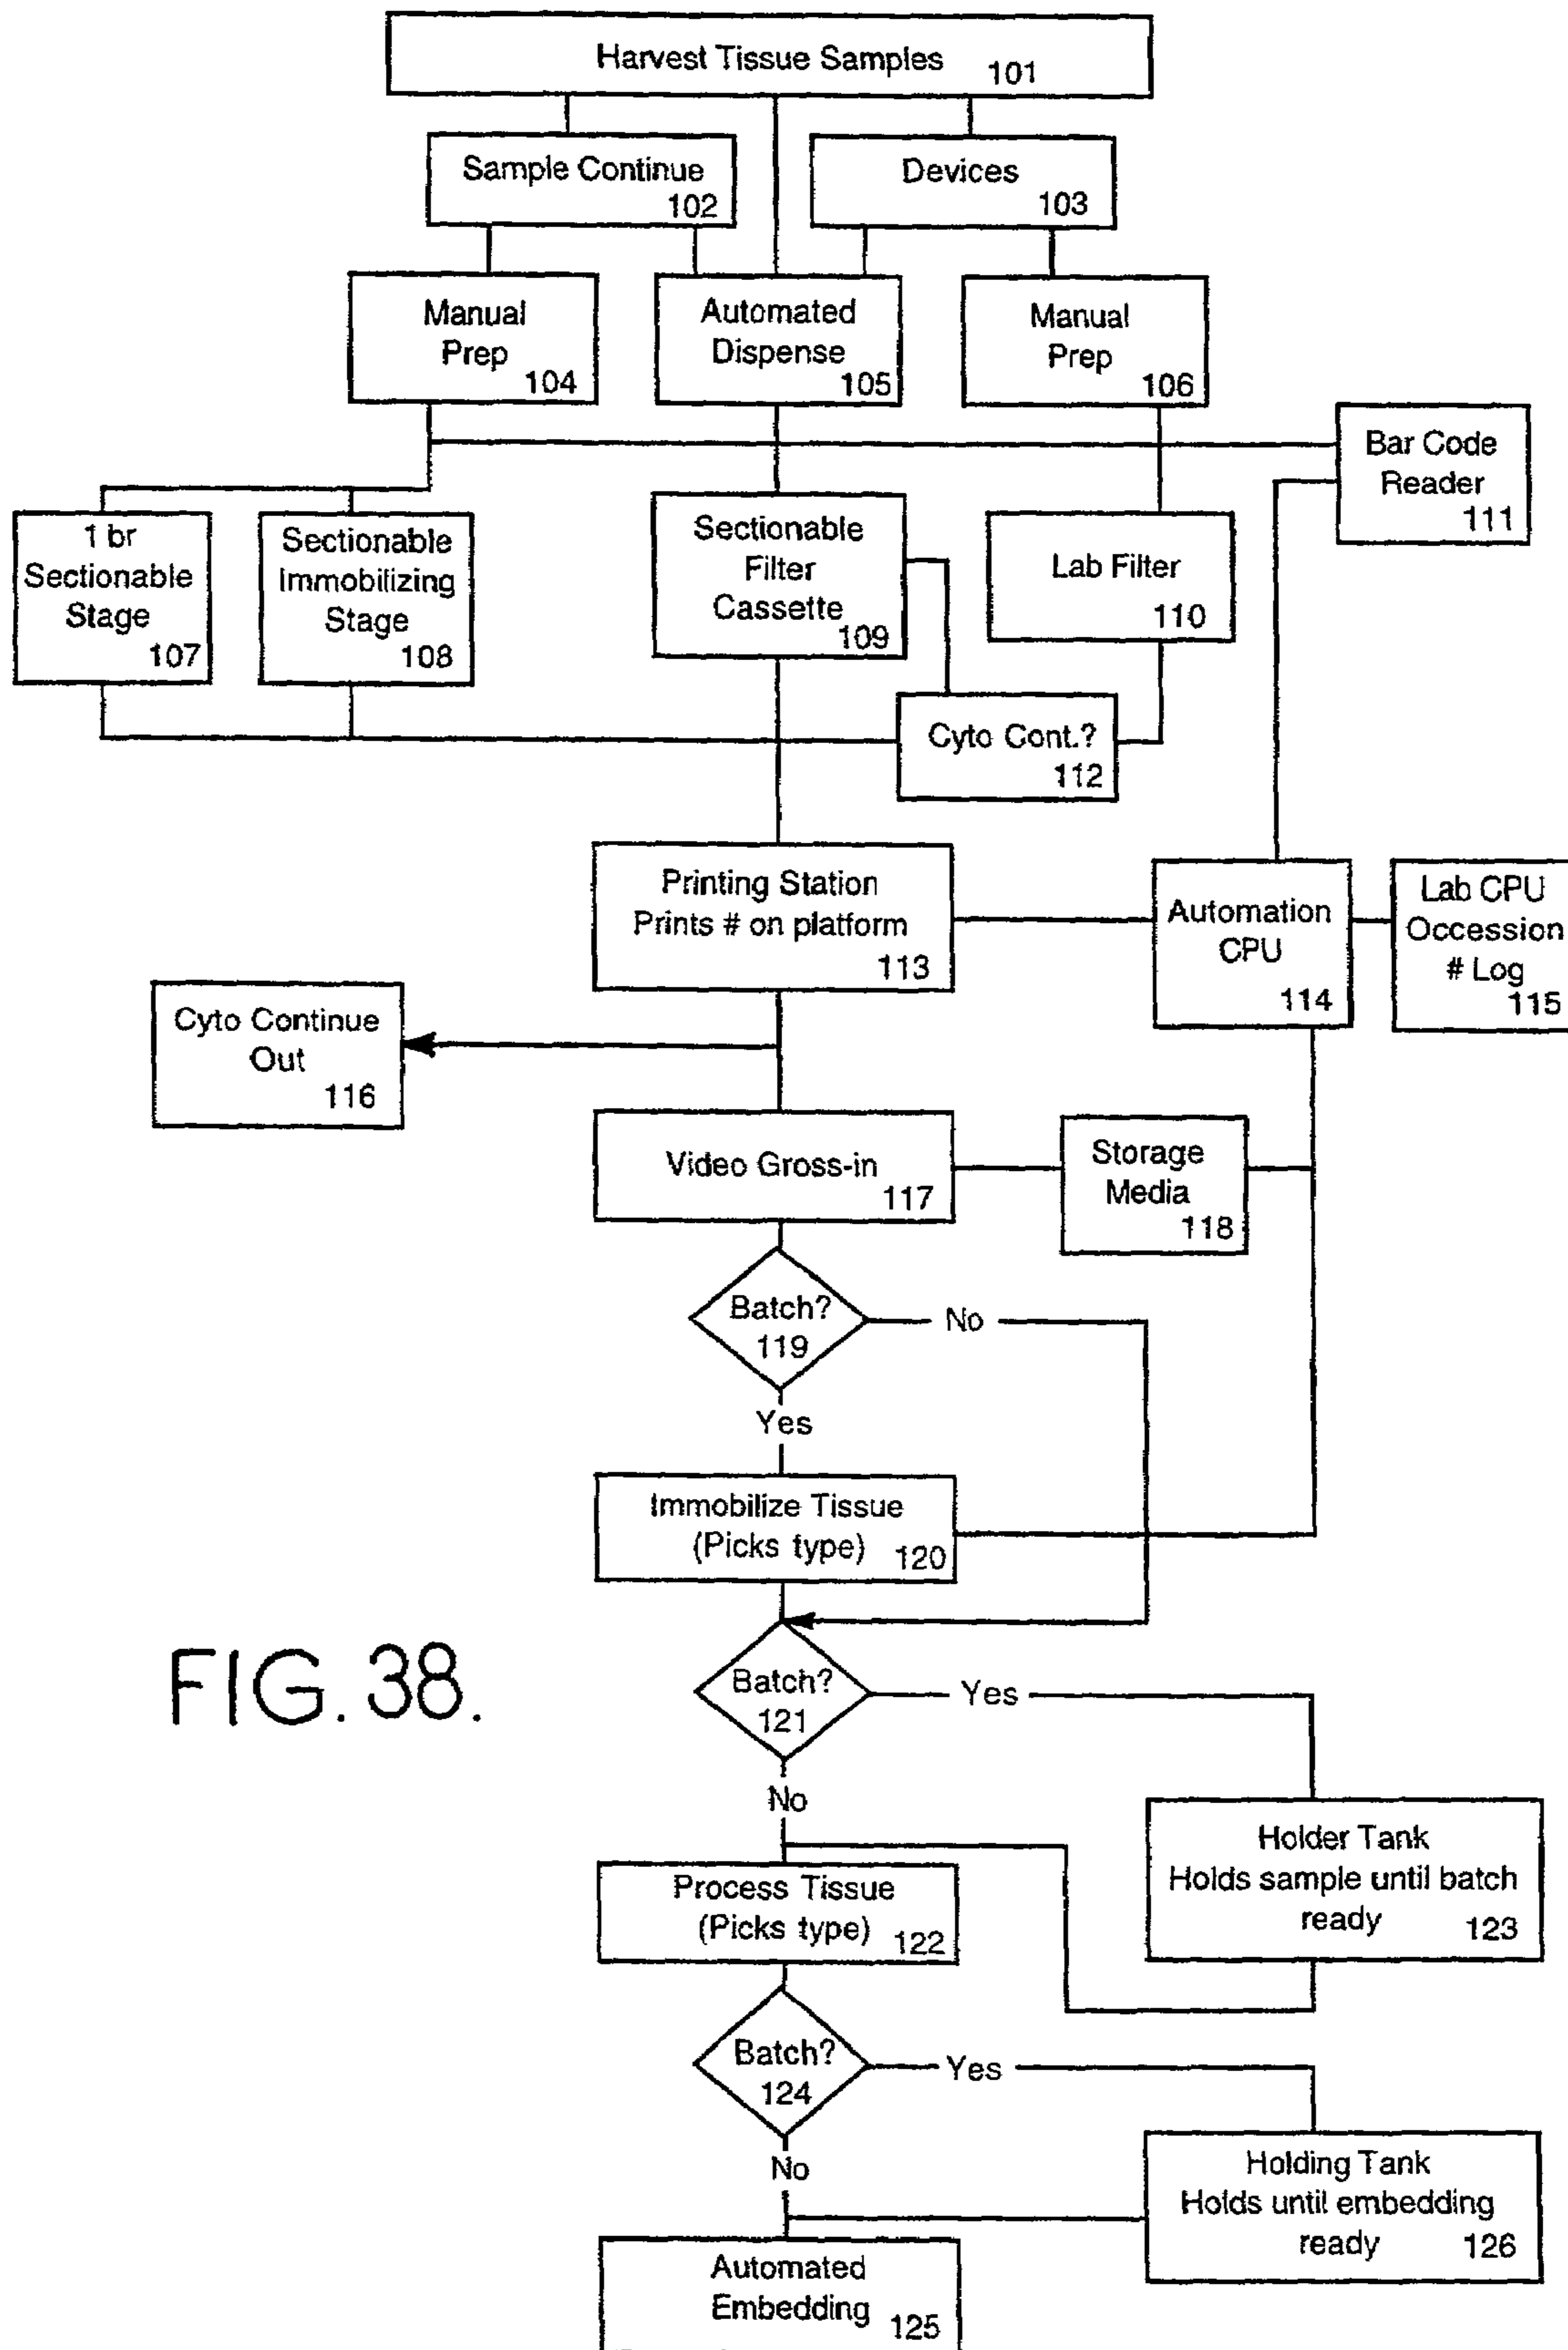 Harvest Tissue Samples 101
Sample Continue
102
Devices
103
Manual
Prep
104
Automated
Dispense
105
Manual
Prep
106
Bar Code
Reader
111
1 br
Sectionable
Stage
107
Sectionable
Immobilizing
Stage
108
Sectionable
Filter
Cassette
109
Lab Filter
110
Cyto Cont.?
112
Printing Station
Prints # on platform
113
Automation
CPU
114
Lab CPU
Occession
# Log
115
Cyto Continue
Out
116
Video Gross-in
117
Storage
Media
118
Batch?
119
No
Yes
Immobilize Tissue
(Picks type) 120
FIG. 38.
Batch?
121
Yes
No
Holder Tank
Holds sample until batch
ready 123
Process Tissue
(Picks type) 122
Batch?
124
Yes
No
Holding Tank
Holds until embedding
ready 126
Automated
Embedding
125